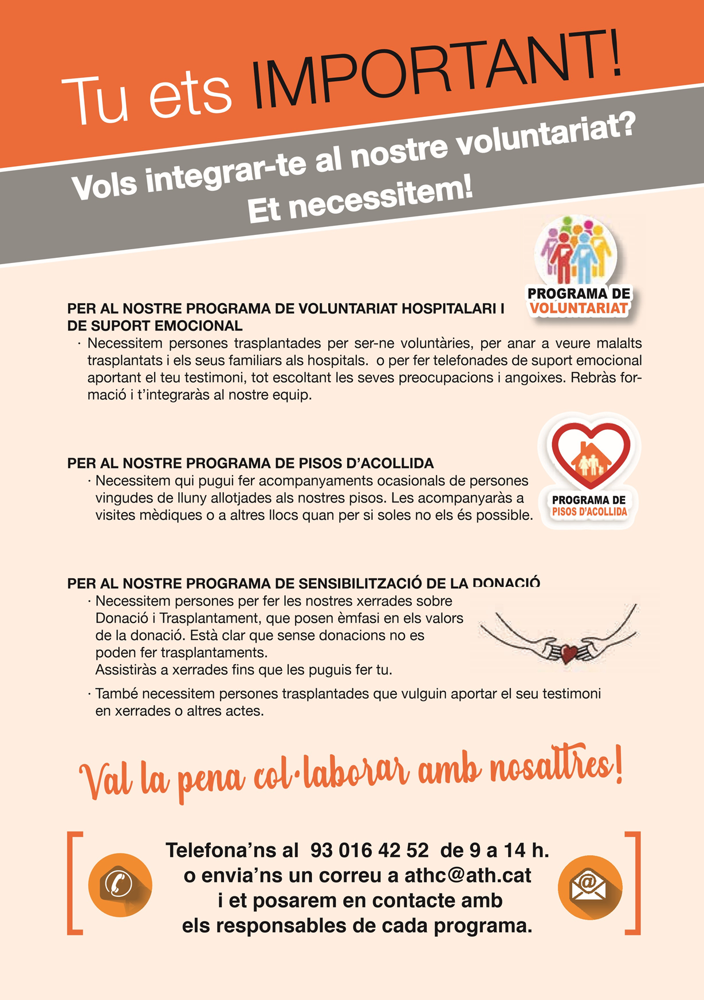 Tu ets IMPORTANT!
Vols integrar-te al nostre voluntariat?
Et necessitem!
PROGRAMA DE
VOLUNTARIAT
PER AL NOSTRE PROGRAMA DE VOLUNTARIAT HOSPITALARI I
DE SUPORT EMOCIONAL
· Necessitem persones trasplantades per ser-ne voluntàries, per anar a veure malalts
trasplantats i els seus familiars als hospitals. o per fer telefonades de suport emocional
aportant el teu testimoni, tot escoltant les seves preocupacions i angoixes. Rebràs for-
mació i t’integraràs al nostre equip.
PER AL NOSTRE PROGRAMA DE PISOS D’ACOLLIDA
· Necessitem qui pugui fer acompanyaments ocasionals de persones
vingudes de lluny allotjades als nostres pisos. Les acompanyaràs a
visites mèdiques o a altres llocs quan per si soles no els és possible.
PROGRAMA DE
PISOS D’ACOLLIDA
PER AL NOSTRE PROGRAMA DE SENSIBILITZACIÓ DE LA DONACIÓ
· Necessitem persones per fer les nostres xerrades sobre
Donació i Trasplantament, que posen èmfasi en els valors
de la donació. Està clar que sense donacions no es
poden fer trasplantaments.
Assistiràs a xerrades fins que les puguis fer tu.
· També necessitem persones trasplantades que vulguin aportar el seu testimoni
en xerrades o altres actes.
Val la pena col·laborar amb nosaltres!
Telefona’ns al 93 016 42 52 de 9 a 14 h.
o envia’ns un correu a athc@ath.cat
i et posarem en contacte amb
els responsables de cada programa.